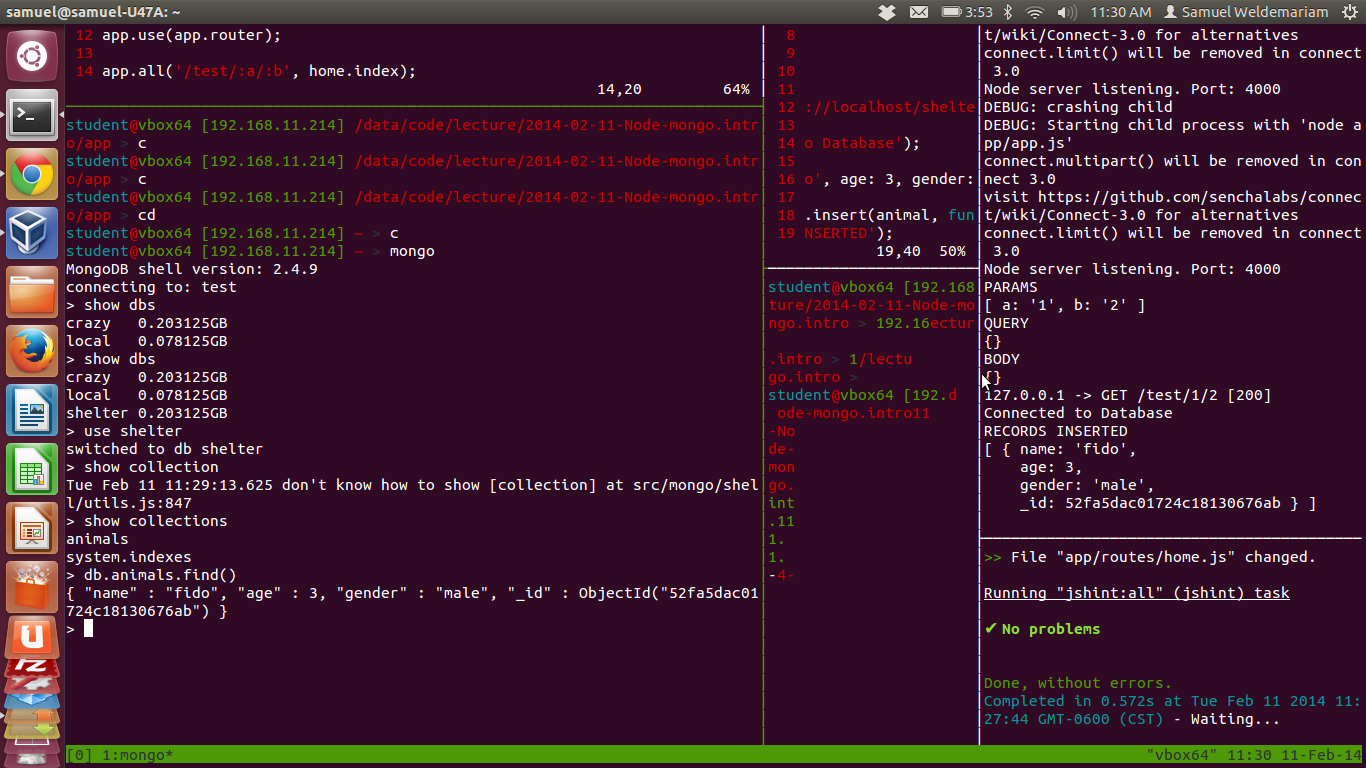 samuel@samuel-U47A: ~
3:53
11:30 AM
Samuel Weldemariam
12 app.use(app.router);
13
14 app.all('/test/:a/:b', home.index);
14,20 64%
student@vbox64 [192.168.11.214] /data/code/lecture/2014-02-11-Node-mongo.intr
o/app > c
student@vbox64 [192.168.11.214] /data/code/lecture/2014-02-11-Node-mongo.intr
o/app > c
student@vbox64 [192.168.11.214] /data/code/lecture/2014-02-11-Node-mongo.intr
o/app > cd
student@vbox64 [192.168.11.214] ~ > c
student@vbox64 [192.168.11.214] ~ > mongo
MongoDB shell version: 2.4.9
connecting to: test
> show dbs
crazy 0.203125GB
local 0.078125GB
> show dbs
crazy 0.203125GB
local 0.078125GB
shelter 0.203125GB
> use shelter
switched to db shelter
> show collection
Tue Feb 11 11:29:13.625 don't know how to show [collection] at src/mongo/shel
l/utils.js:847
> show collections
animals
system.indexes
> db.animals.find()
{ "name" : "fido", "age" : 3, "gender" : "male", "_id" : ObjectId("52fa5dac01
724c18130676ab") }
>
8
9
10
11
12 ://localhost/shelte
13
14 o Database');
15
16 o', age: 3, gender:
17
18 .insert(animal, fun
19 NSERTED');
19,40 50%
student@vbox64 [192.168
ture/2014-02-11-Node-mo
ngo.intro > 192.16ectur
.intro > 1/lectu
go.intro >
student@vbox64 [192.d
_ode-mongo.intro11
-No
de-
mon
go.
int
.11
1.
1.
-4-
t/wiki/Connect-3.0 for alternatives
connect.limit() will be removed in connect
3.0
Node server listening. Port: 4000
DEBUG: crashing child
DEBUG: Starting child process with 'node a
pp/app.js'
connect.multipart() will be removed in con
nect 3.0
visit https://github.com/senchalabs/connec
t/wiki/Connect-3.0 for alternatives
connect.limit() will be removed in connect
3.0
Node server listening. Port: 4000
PARAMS
[ a: '1', b: '2' ]
QUERY
{}
BODY
{}
127.0.0.1 -> GET /test/1/2 [200]
Connected to Database
RECORDS INSERTED
[ { name: 'fido',
age: 3,
gender: 'male',
_id: 52fa5dac01724c18130676ab } ]
>> File "app/routes/home.js" changed.
Running "jshint:all" (jshint) task
✔ No problems
Done, without errors.
Completed in 0.572s at Tue Feb 11 2014 11:
27:44 GMT-0600 (CST) - Waiting...
[0] 1:mongo*
"vbox64" 11:30 11-Feb-14